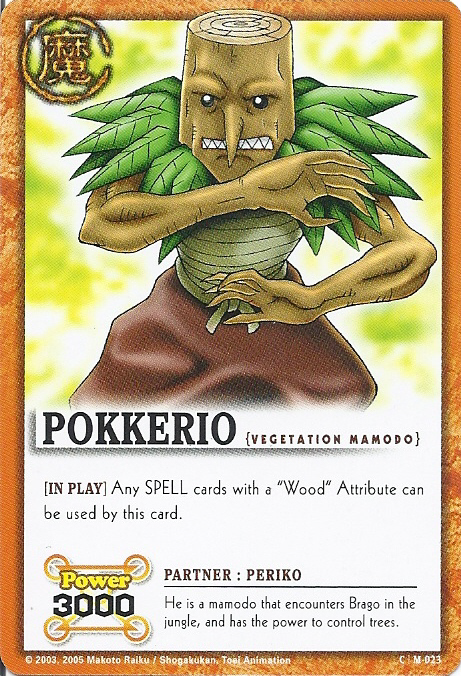 魔
POKKERIO {VEGETATION MAMODO}
[IN PLAY] Any SPELL cards with a "Wood" Attribute can
be used by this card.
Power
3000
PARTNER : PERIKO
He is a mamodo that encounters Brago in the
jungle, and has the power to control trees.
© 2003, 2005 Makoto Raiku / Shogakukan, Toei Animation
C | M-023